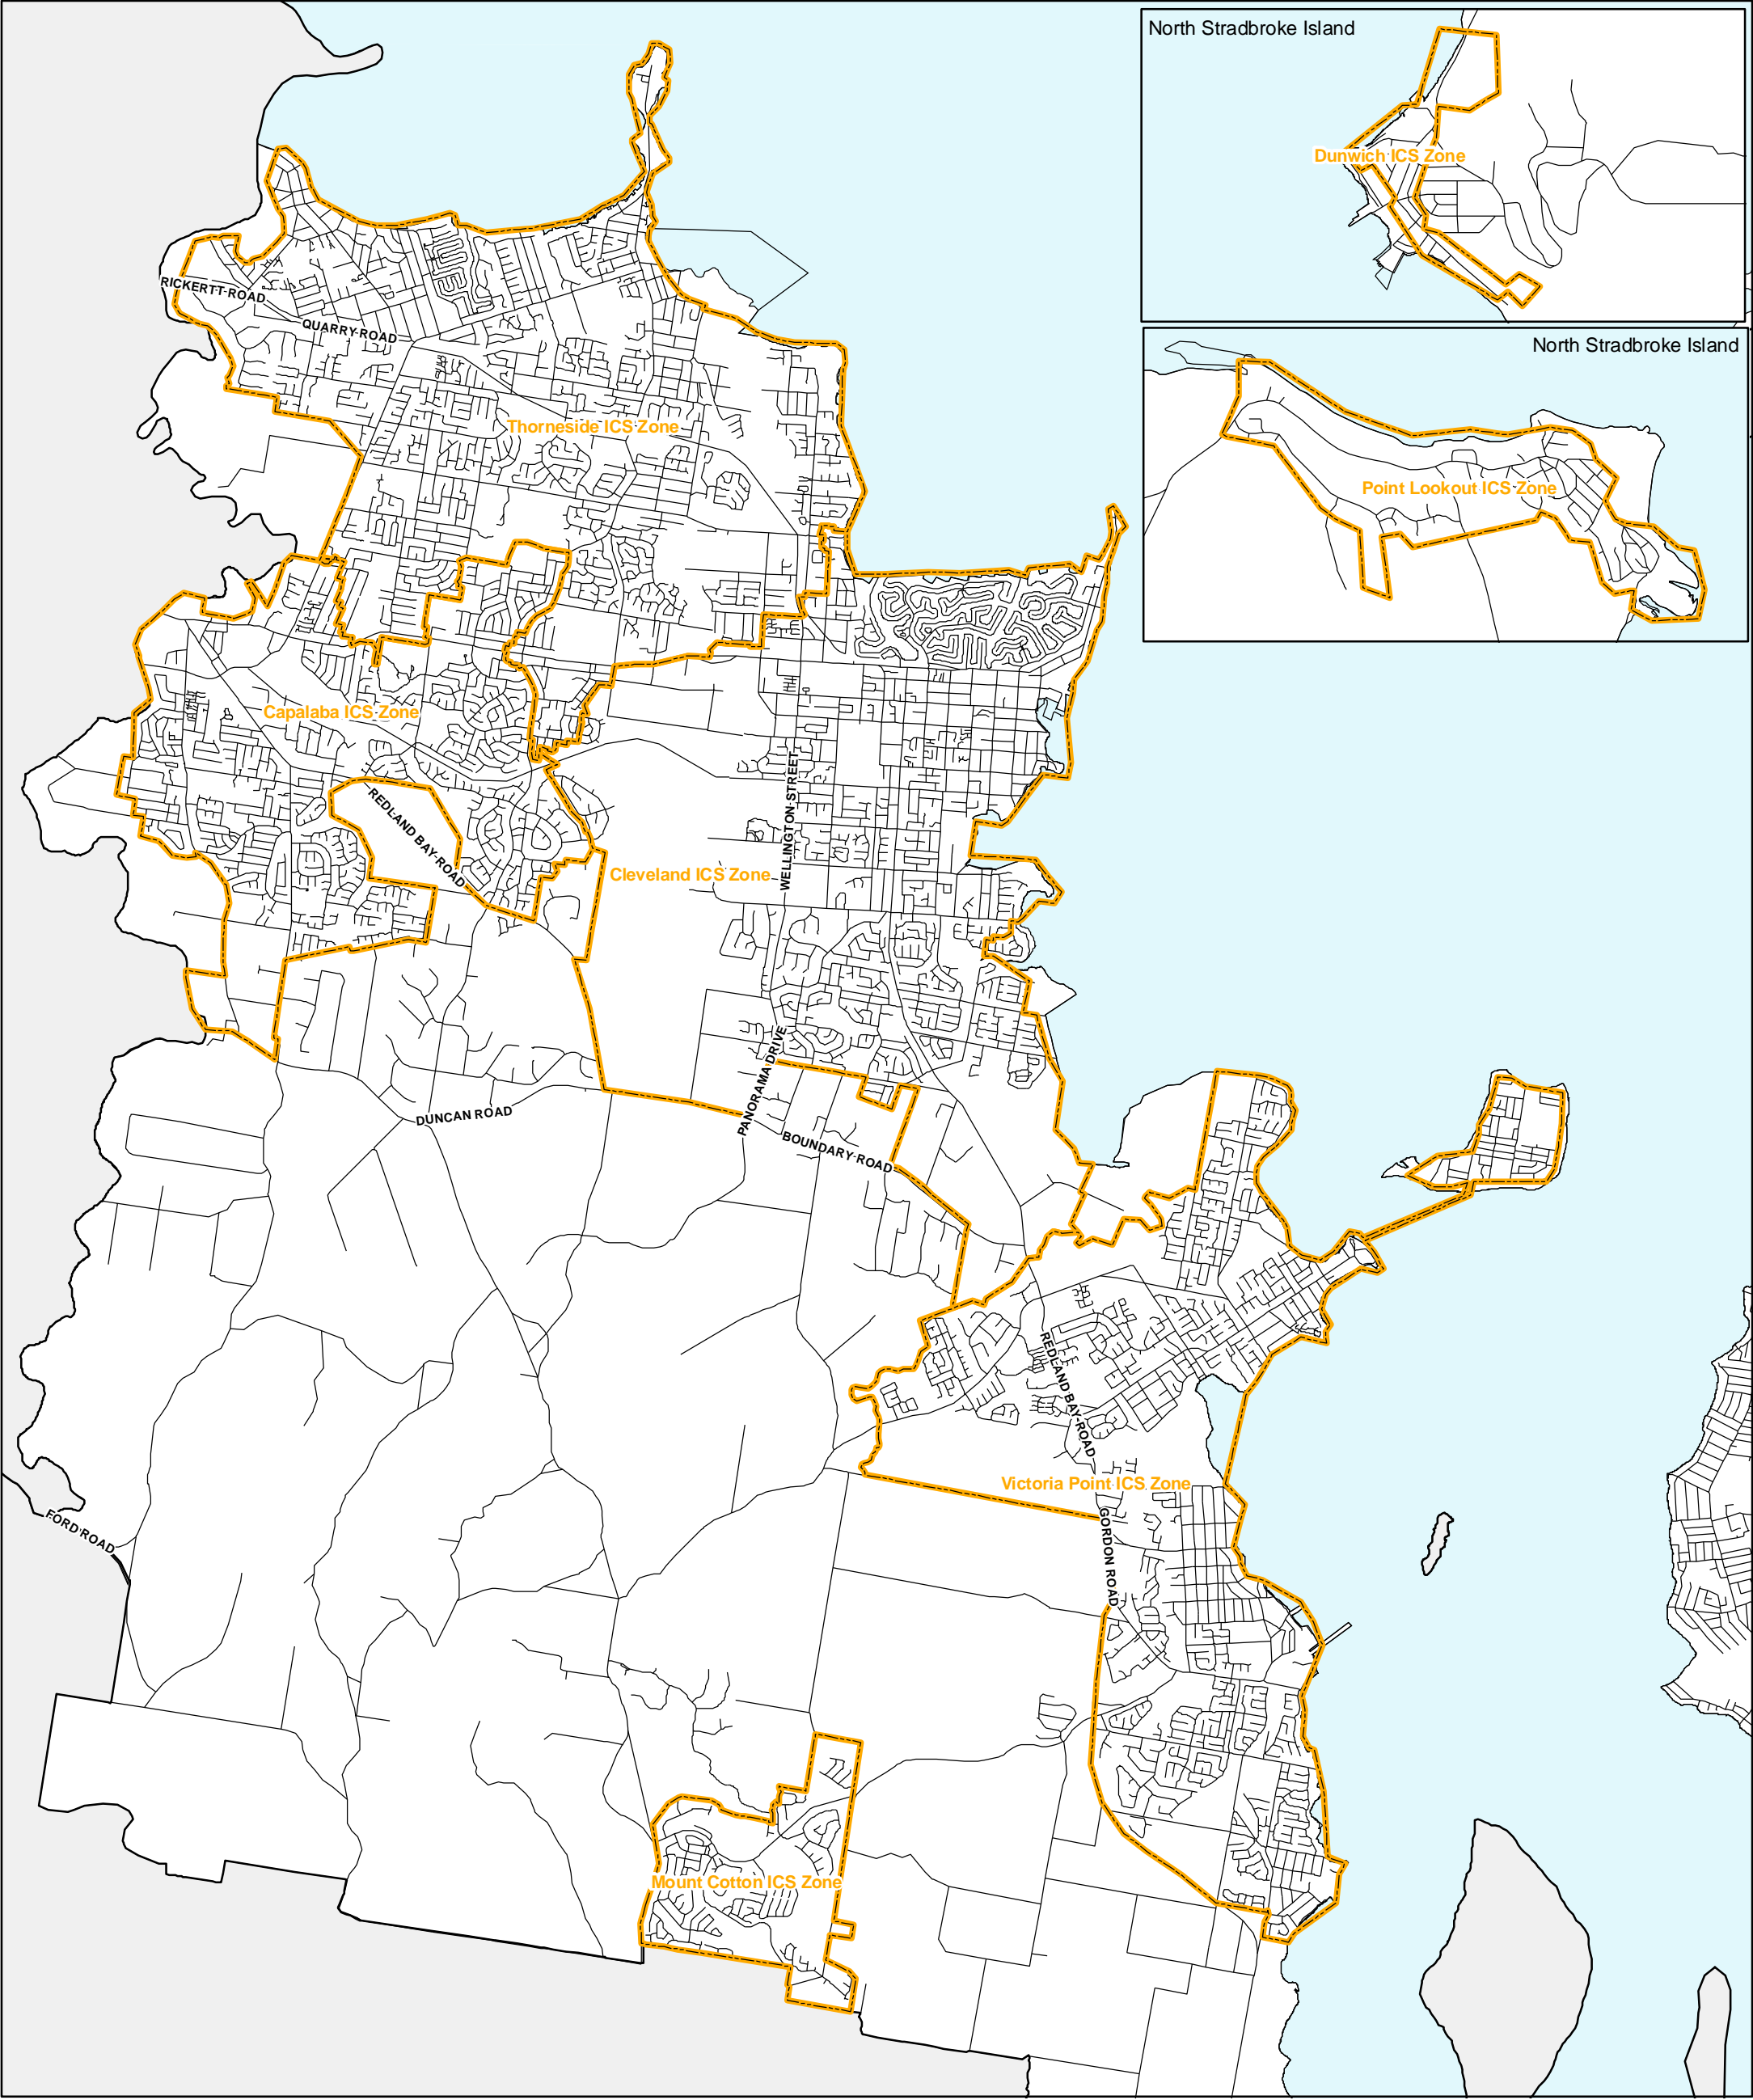 North Stradbroke Island
Dunwich ICS Zone
RICKERTT ROAD
QUARRY ROAD
North Stradbroke Island
Thorneside ICS Zone
Point Lookout ICS Zone
Capalaba ICS Zone
REDLAND BAY ROAD
WELLINGTON STREET
Cleveland ICS Zone
PANORAMA DRIVE
DUNCAN ROAD
BOUNDARY ROAD
REDLAND BAY ROAD
Victoria Point ICS Zone
FORD ROAD
GORDON ROAD
Mount Cotton ICS Zone